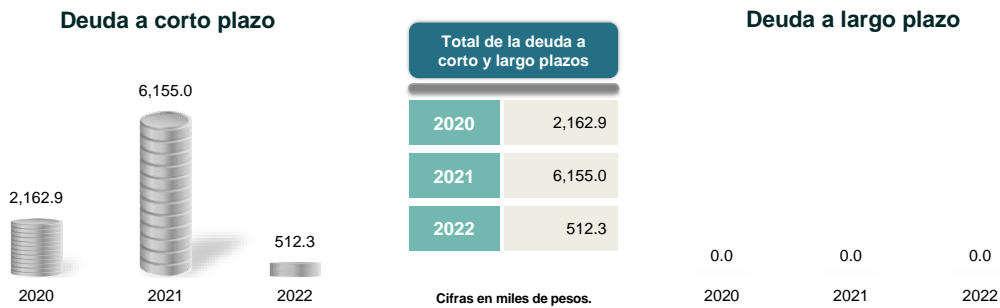 Deuda a corto plazo
6,155.0
2,162.9
512.3
2020 2021 2022
Total de la deuda a
corto y largo plazos
2020 2,162.9
2021 6,155.0
2022 512.3
Cifras en miles de pesos.
Deuda a largo plazo
0.0 0.0 0.0
2020 2021 2022